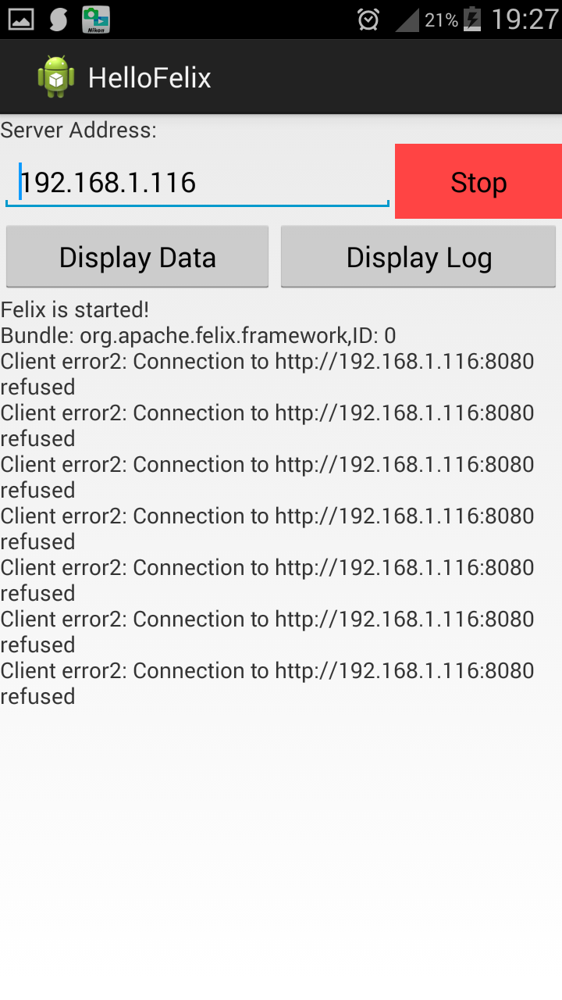 Nikon
21%
19:27
HelloFelix
Server Address:
192.168.1.116
Stop
Display Data
Display Log
Felix is started!
Bundle: org.apache.felix.framework,ID: 0
Client error2: Connection to http://192.168.1.116:8080
refused
Client error2: Connection to http://192.168.1.116:8080
refused
Client error2: Connection to http://192.168.1.116:8080
refused
Client error2: Connection to http://192.168.1.116:8080
refused
Client error2: Connection to http://192.168.1.116:8080
refused
Client error2: Connection to http://192.168.1.116:8080
refused
Client error2: Connection to http://192.168.1.116:8080
refused